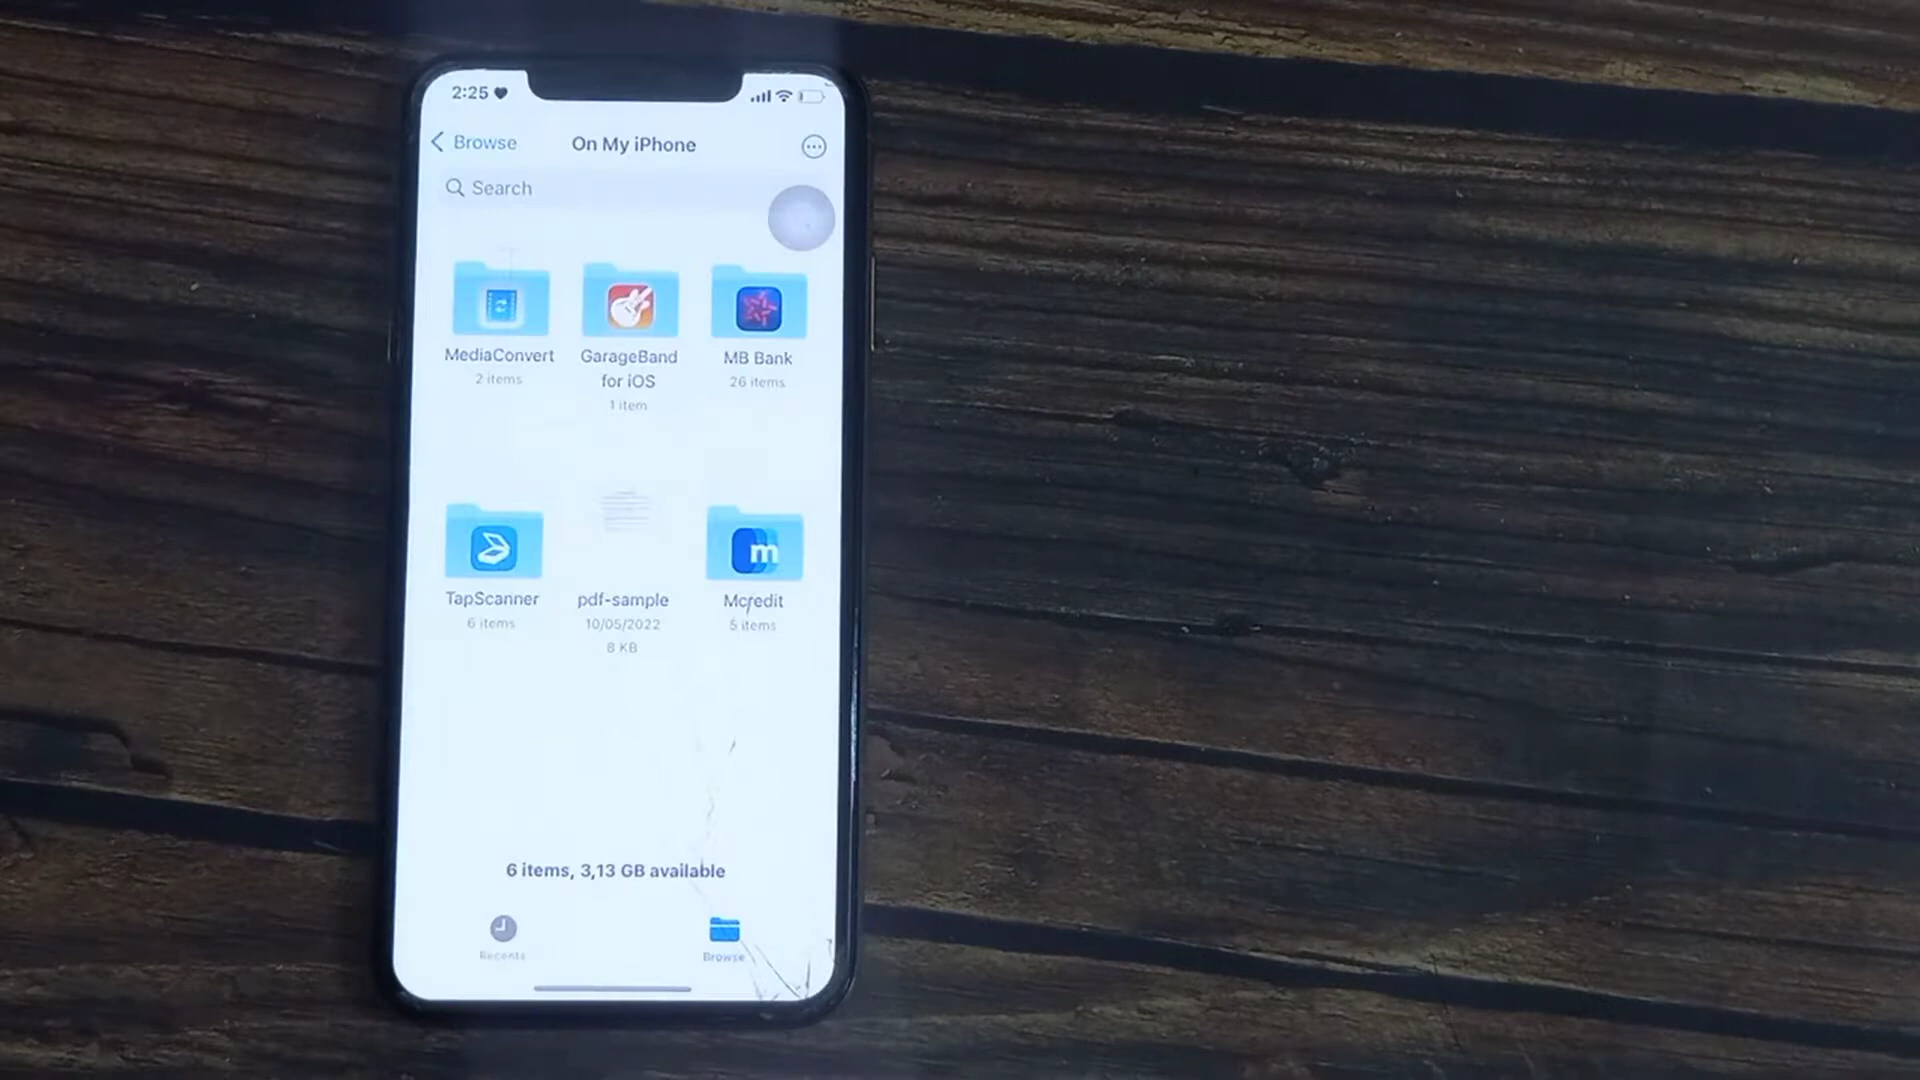 2:25
Browse
On My iPhone
Search
MediaConvert
2 items
GarageBand
for iOS
1 item
MB Bank
26 items
TapScanner
6 items
pdf-sample
10/05/2022
8 KB
m
Mcredit
5 items
6 items, 3,13 GB available
Recents
Browse